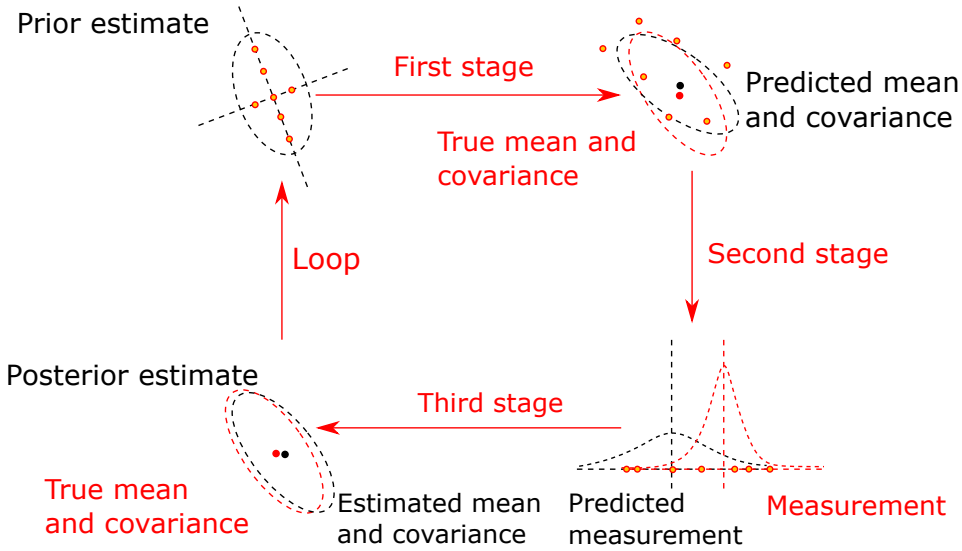 Prior estimate
First stage
Predicted mean
and covariance
True mean and
covariance
Second stage
Loop
Posterior estimate
Third stage
True mean
and covariance
Estimated mean
and covariance
Predicted
measurement
Measurement